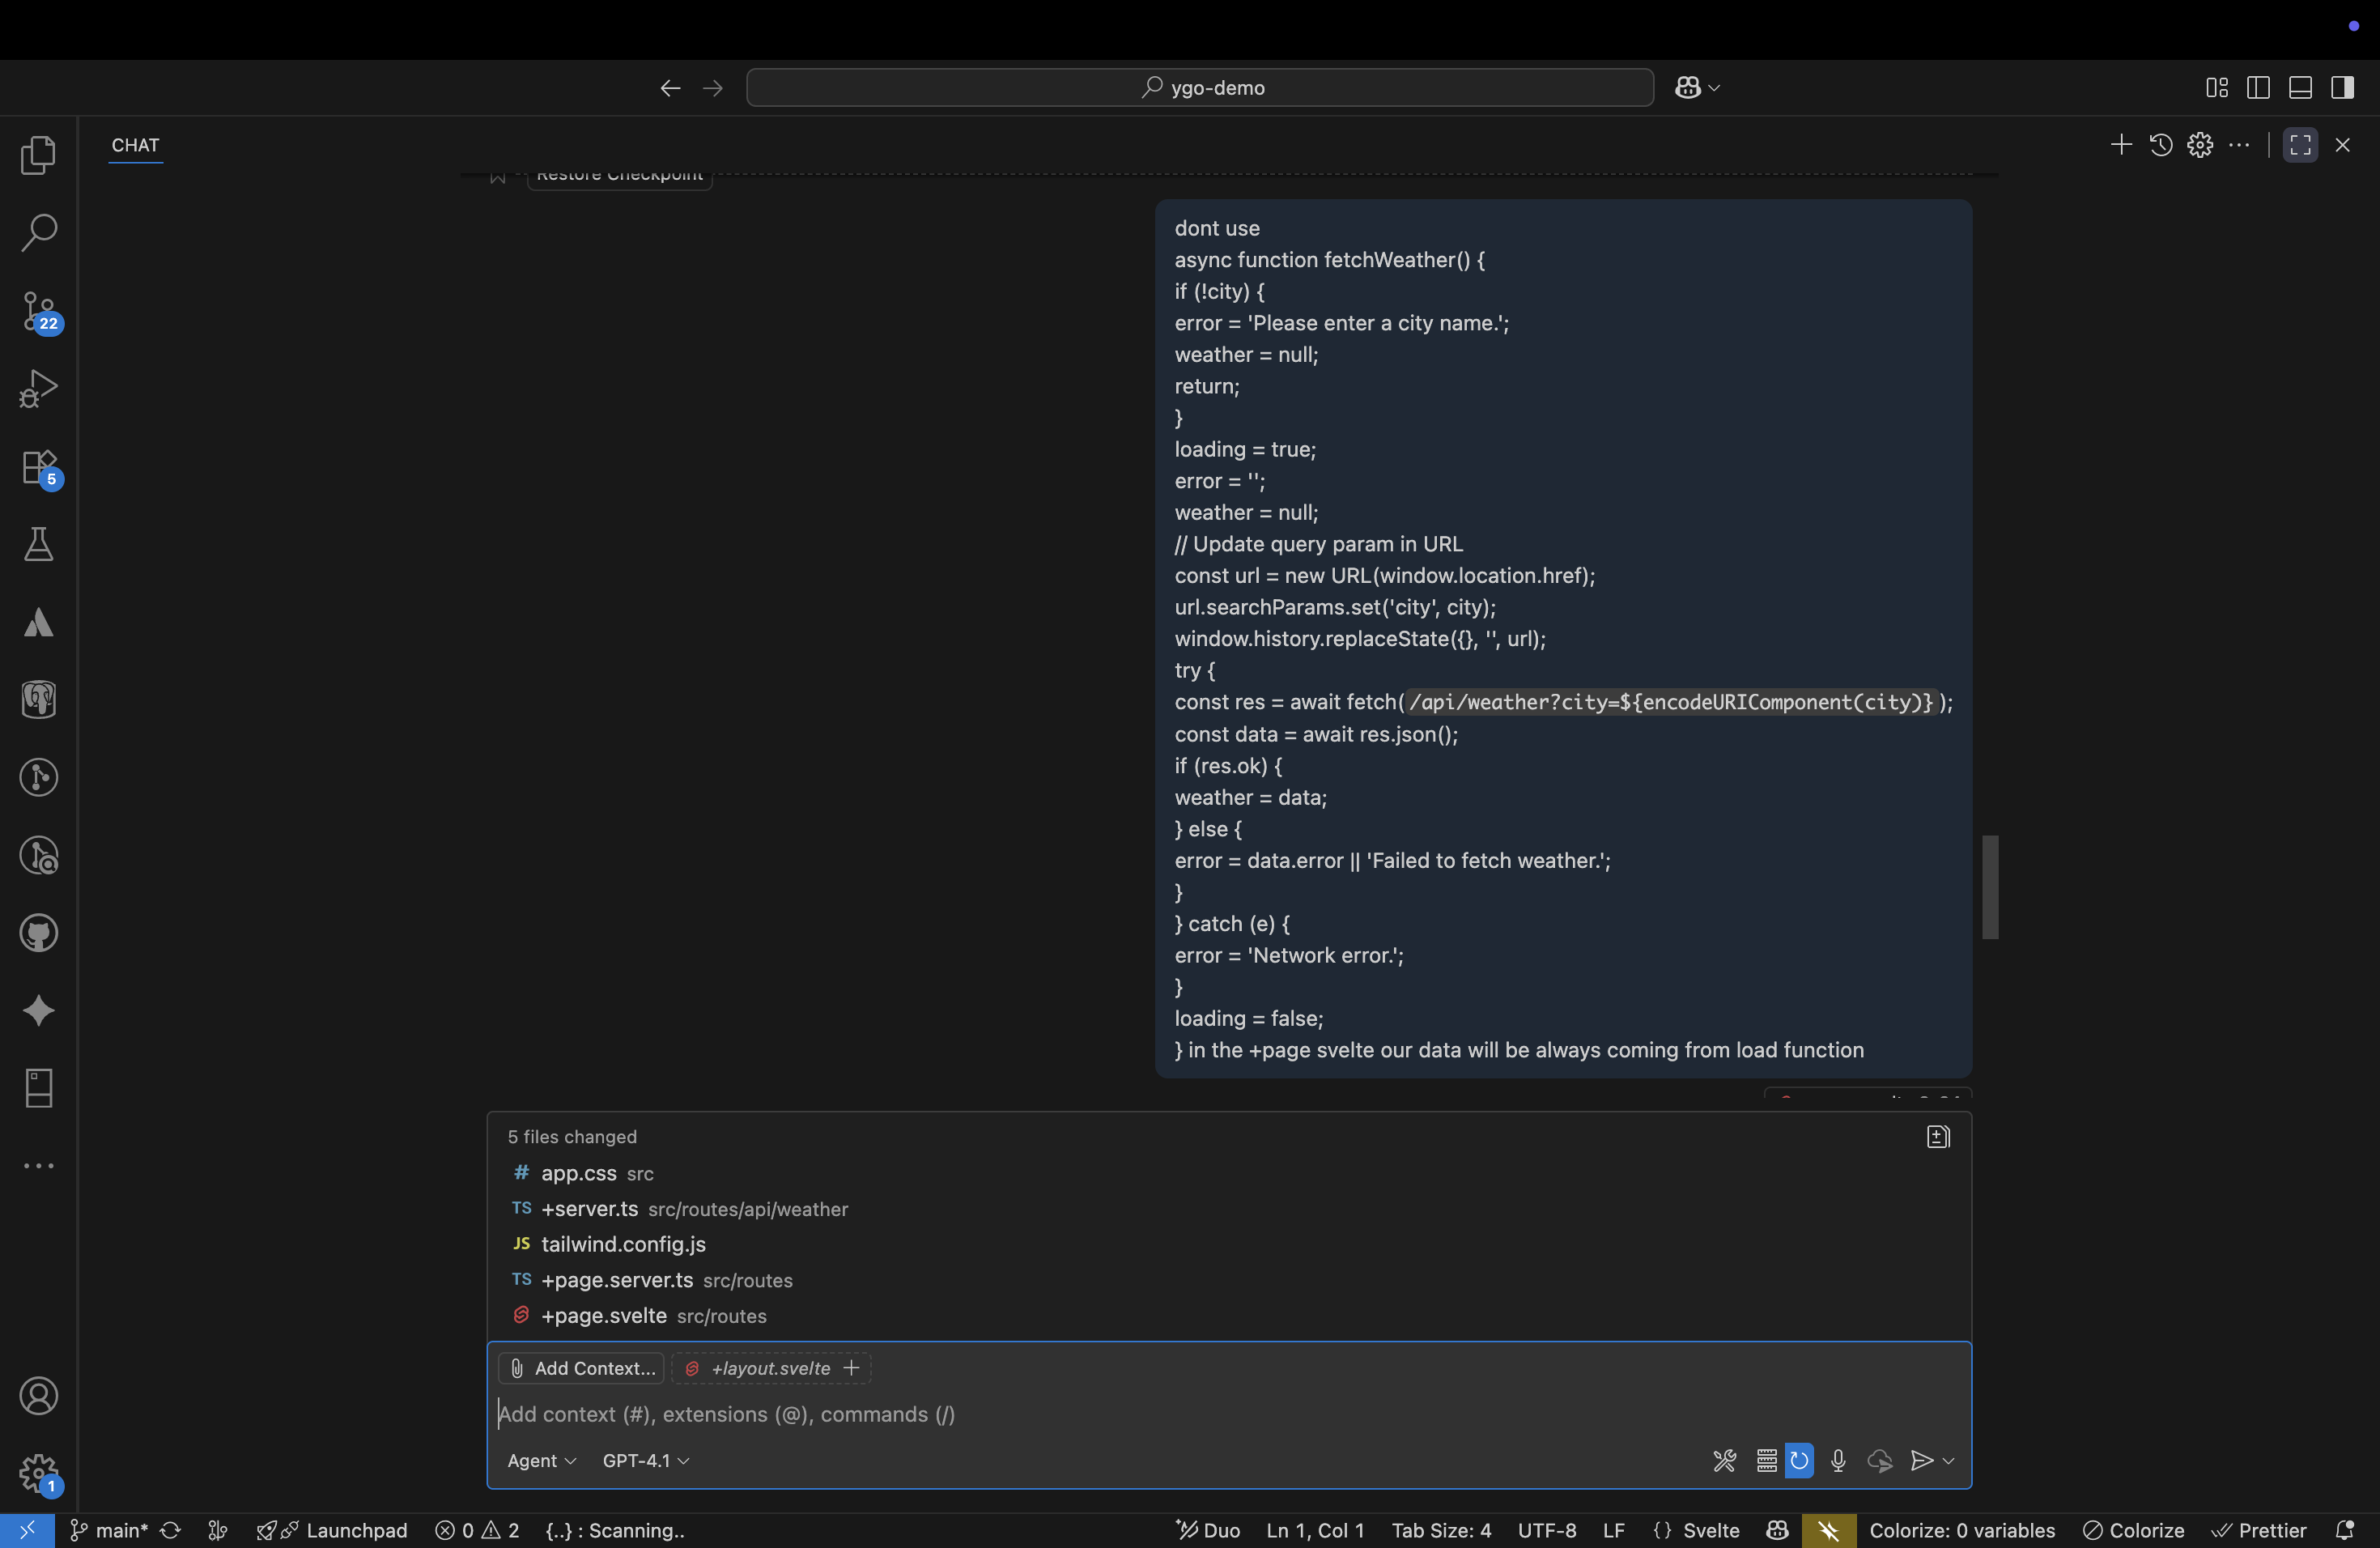 ygo-demo
CHAT
Restore Checkpoint
dont use
async function fetchWeather() {
if (!city) {
error = 'Please enter a city name.';
weather = null;
return;
}
loading = true;
error = '';
weather = null;
// Update query param in URL
const url = new URL(window.location.href);
url.searchParams.set('city', city);
window.history.replaceState({}, '', url);
try {
const res = await fetch( /api/weather?city=${encodeURIComponent(city)} );
const data = await res.json();
if (res.ok) {
weather = data;
} else {
error = data.error || 'Failed to fetch weather.';
}
} catch (e) {
error = 'Network error.';
}
loading = false;
} in the +page svelte our data will be always coming from load function
22
5
5 files changed
# app.css src
TS +server.ts src/routes/api/weather
JS tailwind.config.js
TS +page.server.ts src/routes
+page.svelte src/routes
Add Context...
+layout.svelte +
Add context (#), extensions (@), commands (/)
Agent
GPT-4.1
1
main* Launchpad 0 2 {..} : Scanning..
Duo Ln 1, Col 1 Tab Size: 4 UTF-8 LF {} Svelte Colorize: 0 variables Colorize Prettier